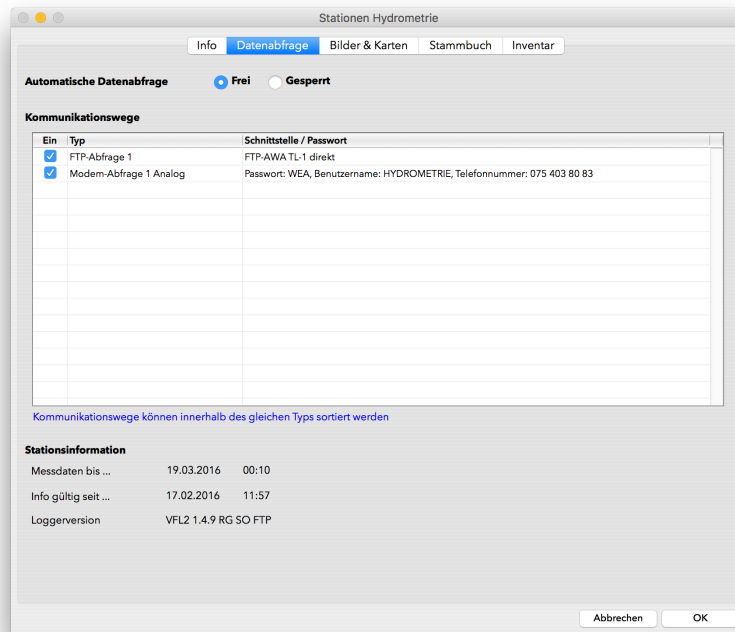 Stationen Hydrometrie
Info Datenabfrage Bilder & Karten Stammbuch Inventar
Automatische Datenabfrage Frei Gesperrt
Kommunikationswege
Ein Typ Schnittstelle / Passwort
FTP-Abfrage 1 FTP-AWA TL-1 direkt
Modem-Abfrage 1 Analog Passwort: WEA, Benutzername: HYDROMETRIE, Telefonnummer: 075 403 80 83
Kommunikationswege können innerhalb des gleichen Typs sortiert werden
Stationsinformation
Messdaten bis ... 19.03.2016 00:10
Info gültig seit ... 17.02.2016 11:57
Loggerversion VFL2 1.4.9 RG SO FTP
Abbrechen OK